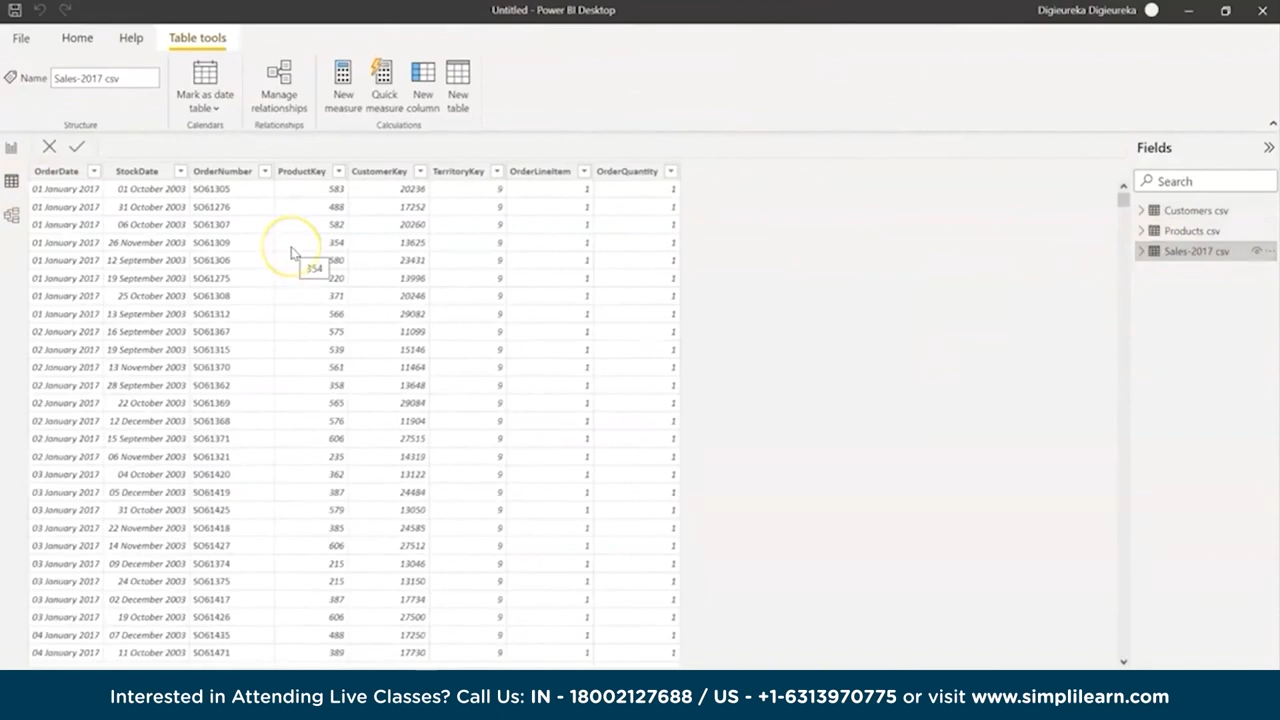 Untitled - Power BI Desktop
Digieureka Digieureka
File Home Help Table tools
Name Sales-2017 csv
Mark as date table
Manage relationships
New measure
Quick measure
New column
New table
Structure Calendars Relationships Calculations
Fields
Search
Customers csv
Products csv
Sales-2017 csv
OrderDate StockDate OrderNumber ProductKey CustomerKey TerritoryKey OrderLineItem OrderQuantity
01 January 2017 01 October 2003 SO61305 583 20236 9 1 1
01 January 2017 31 October 2003 SO61276 488 17252 9 1 1
01 January 2017 06 October 2003 SO61307 582 20260 9 1 1
01 January 2017 26 November 2003 SO61309 354 13625 9 1 1
01 January 2017 12 September 2003 SO61306 580 23431 9 1 1
354
01 January 2017 19 September 2003 SO61275 220 13996 9 1 1
01 January 2017 25 October 2003 SO61308 371 20246 9 1 1
01 January 2017 13 September 2003 SO61312 566 29082 9 1 1
02 January 2017 16 September 2003 SO61367 575 11099 9 1 1
02 January 2017 19 September 2003 SO61315 539 15146 9 1 1
02 January 2017 13 November 2003 SO61370 561 11464 9 1 1
02 January 2017 28 September 2003 SO61362 358 13648 9 1 1
02 January 2017 22 October 2003 SO61369 565 29084 9 1 1
02 January 2017 12 December 2003 SO61368 576 11904 9 1 1
02 January 2017 15 September 2003 SO61371 606 27515 9 1 1
02 January 2017 06 November 2003 SO61321 235 14319 9 1 1
03 January 2017 04 October 2003 SO61420 362 13122 9 1 1
03 January 2017 05 December 2003 SO61419 387 24484 9 1 1
03 January 2017 31 October 2003 SO61425 579 13050 9 1 1
03 January 2017 22 November 2003 SO61418 385 24585 9 1 1
03 January 2017 14 November 2003 SO61427 606 27512 9 1 1
03 January 2017 09 December 2003 SO61374 215 13046 9 1 1
03 January 2017 24 October 2003 SO61375 215 13150 9 1 1
03 January 2017 02 December 2003 SO61417 387 17734 9 1 1
03 January 2017 19 October 2003 SO61426 606 27500 9 1 1
04 January 2017 07 December 2003 SO61435 488 17250 9 1 1
04 January 2017 11 October 2003 SO61471 389 17730 9 1 1
Interested in Attending Live Classes? Call Us: IN - 18002127688 / US - +1-6313970775 or visit www.simplilearn.com